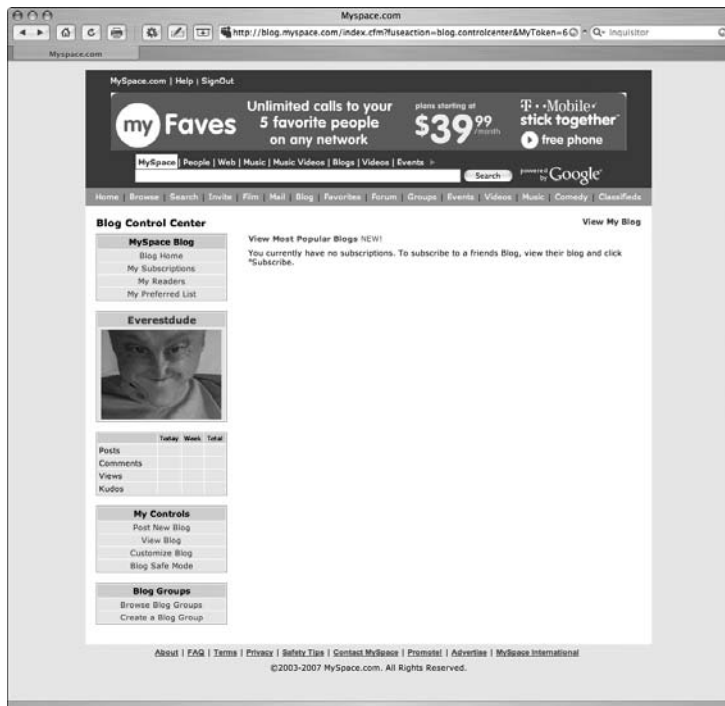 Myspace.com
http://blog.myspace.com/index.cfm?fuseaction=blog.controlcenter&MyToken=6
Q- Inquisitor
Myspace.com
MySpace.com | Help | SignOut
my Faves
Unlimited calls to your
5 favorite people
on any network
plans starting at
$39.99
/month
T • •Mobile•
stick together
free phone
MySpace | People | Web | Music | Music Videos | Blogs | Videos | Events
Search
powered by Google
Home | Browse | Search | Invite | Film | Mail | Blog | Favorites | Forum | Groups | Events | Videos | Music | Comedy | Classifieds
Blog Control Center
View My Blog
MySpace Blog
Blog Home
My Subscriptions
My Readers
My Preferred List
View Most Popular Blogs NEW!
You currently have no subscriptions. To subscribe to a friends Blog, view their blog and click
"Subscribe.
Everestdude
Today Week Total
Posts
Comments
Views
Kudos
My Controls
Post New Blog
View Blog
Customize Blog
Blog Safe Mode
Blog Groups
Browse Blog Groups
Create a Blog Group
About | FAQ | Terms | Privacy | Safety Tips | Contact MySpace | Promote! | Advertise | MySpace International
©2003-2007 MySpace.com. All Rights Reserved.